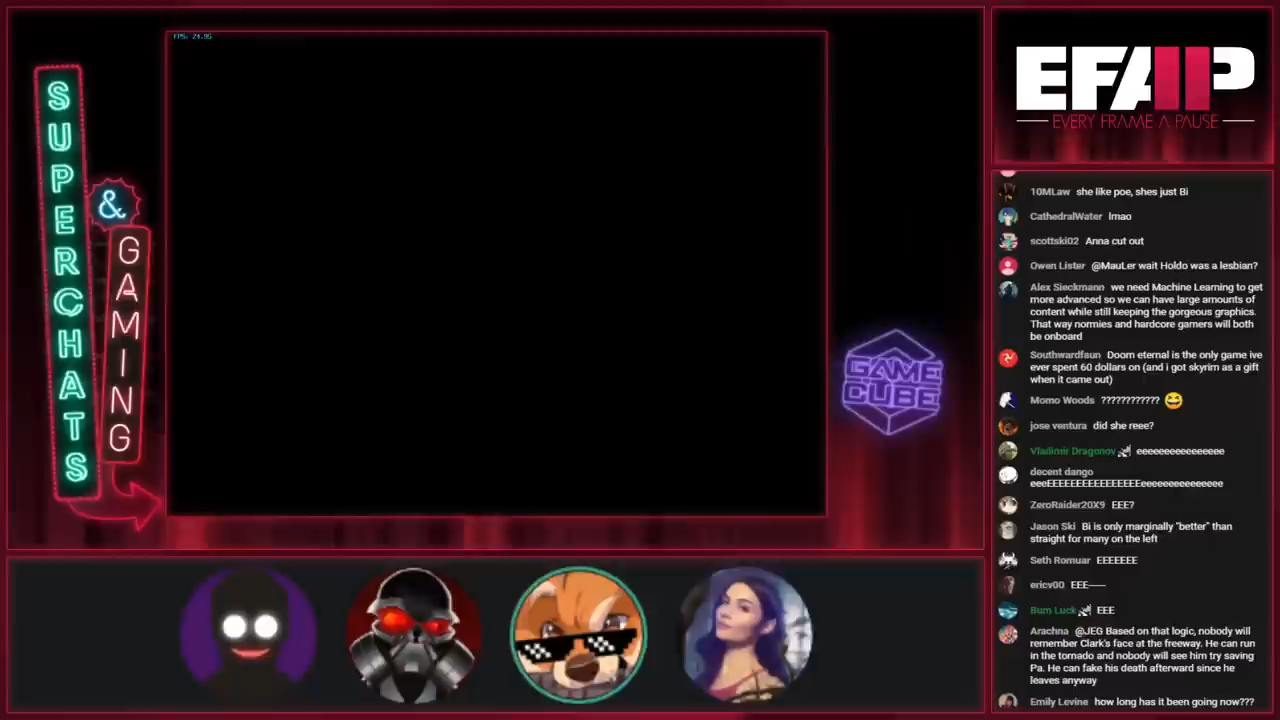 FPS: 24.95
SUPERCHATS
&
GAMING
GAME
CUBE
EFAP
EVERY FRAME A PAUSE
10MLaw she like poe, shes just Bi
CathedralWater lmao
scottski02 Anna cut out
Owen Lister @MauLer wait Holdo was a lesbian?
Alex Sieckmann we need Machine Learning to get
more advanced so we can have large amounts of
content while still keeping the gorgeous graphics.
That way normies and hardcore gamers will both
be onboard
Southwardfaun Doom eternal is the only game ive
ever spent 60 dollars on (and i got skyrim as a gift
when it came out)
Momo Woods ???????????? 😆
jose ventura did she reee?
Vladimir Dragonov eeeeeeeeeeeeeeee
decent dango
eeeEEEEEEEEEEEEEEEEeeeeeeeeeeeeeee
ZeroRaider20X9 EEE?
Jason Ski Bi is only marginally "better" than
straight for many on the left
Seth Romuar EEEEEEE
ericv00 EEE-----
Bum Luck EEE
Arachna @JEG Based on that logic, nobody will
remember Clark's face at the freeway. He can run
in the tornado and nobody will see him try saving
Pa. He can fake his death afterward since he
leaves anyway
Emily Levine how long has it been going now???